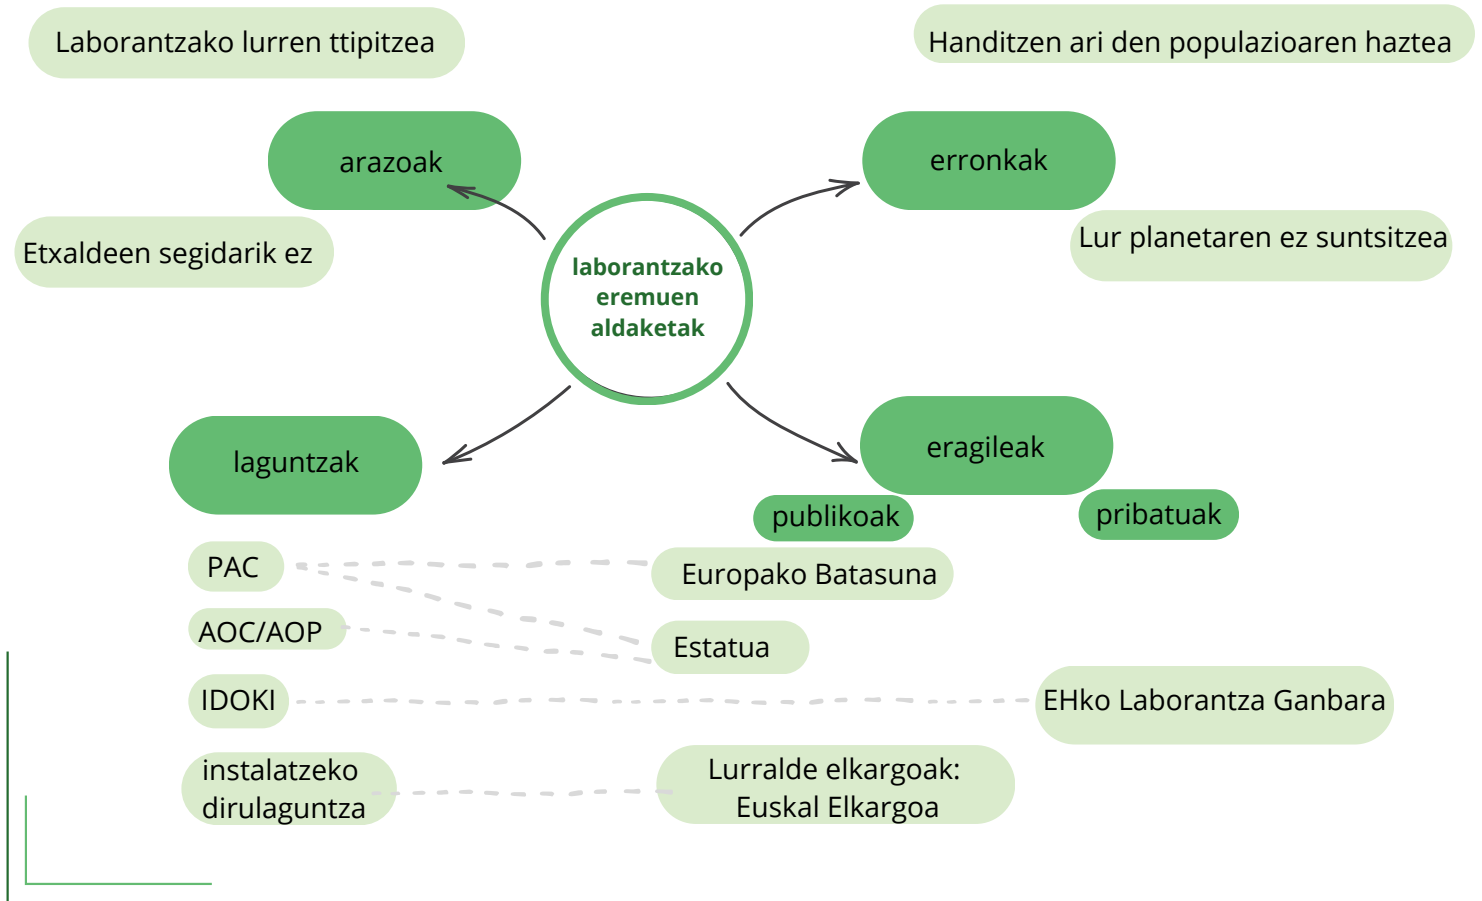 Laborantzako lurren ttipitzea
Handitzen ari den populazioaren haztea
arazoak
erronkak
Etxaldeen segidarik ez
Lur planetaren ez suntsitzea
laborantzako
eremuen
aldaketak
laguntzak
eragileak
publikoak
pribatuak
PAC
Europako Batasuna
AOC/AOP
Estatua
IDOKI
EHko Laborantza Ganbara
instalatzeko
dirulaguntza
Lurralde elkargoak:
Euskal Elkargoa